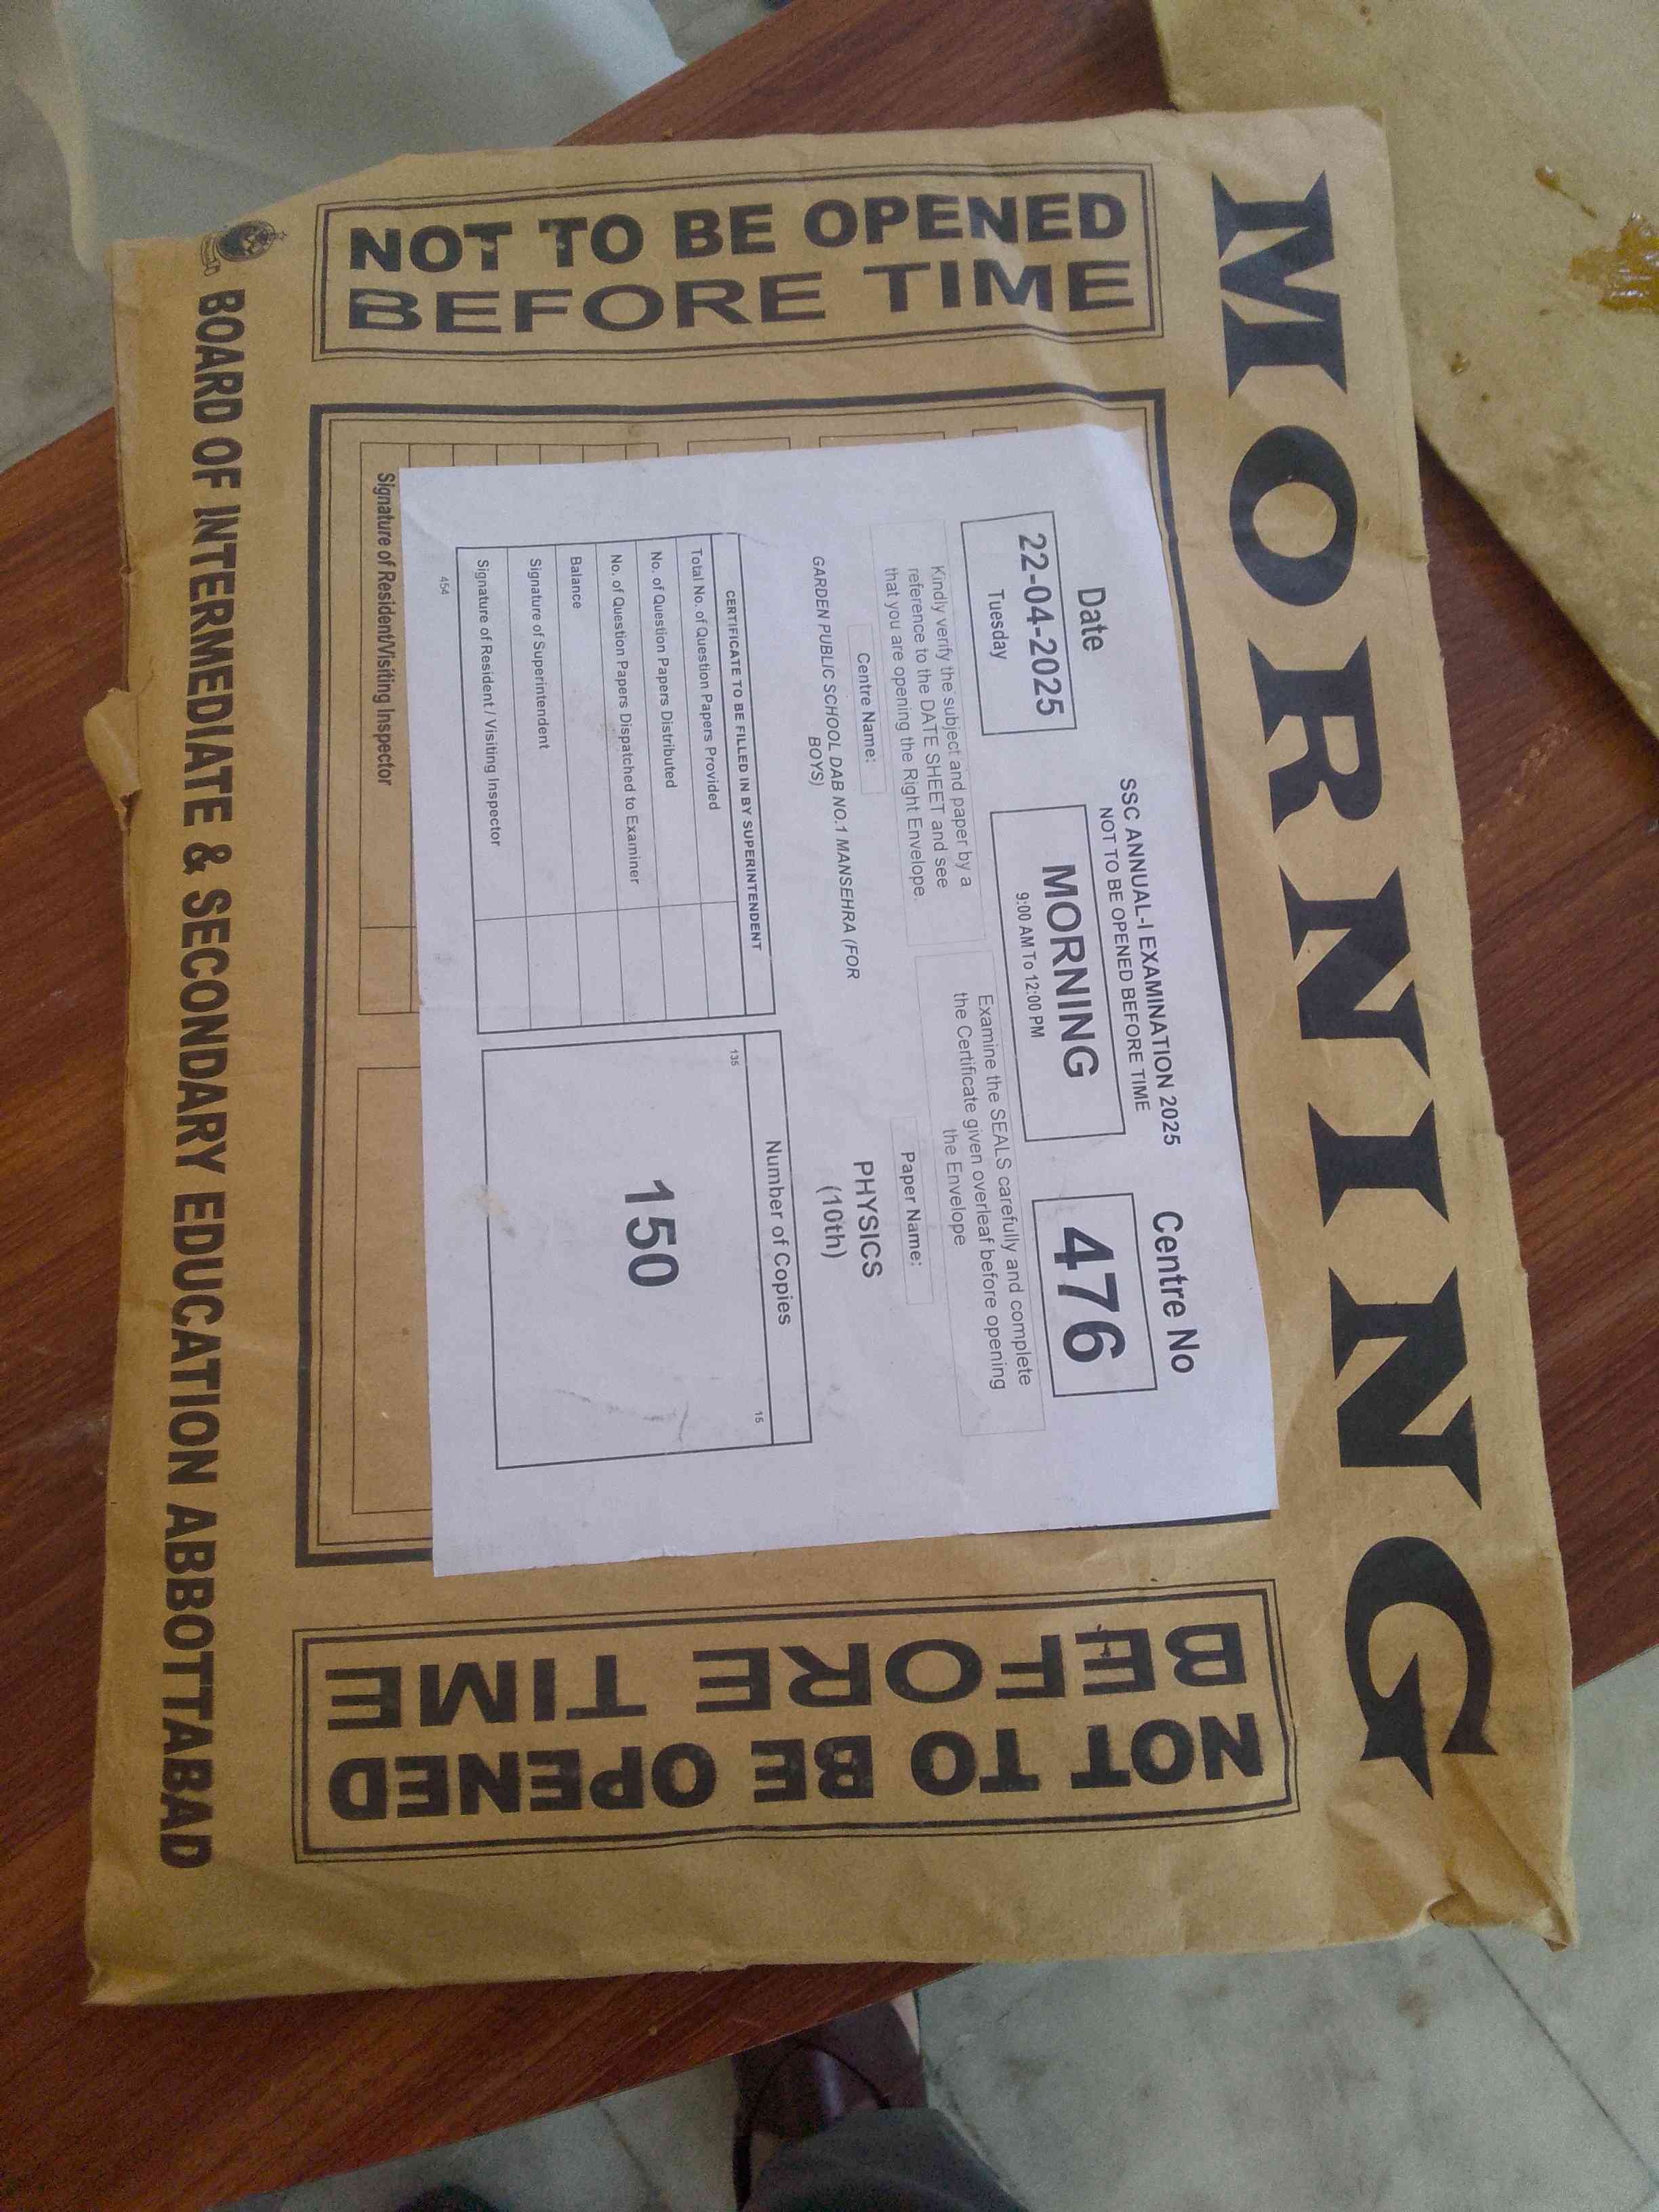 MORNING
NOT TO BE OPENED
BEFORE TIME
SSC ANNUAL-I EXAMINATION 2025
NOT TO BE OPENED BEFORE TIME
Date
22-04-2025
Tuesday
MORNING
9:00 AM To 12:00 PM
Centre No
476
Kindly verify the subject and paper by a
reference to the DATE SHEET and see
that you are opening the Right Envelope.
Examine the SEALS carefully and complete
the Certificate given overleaf before opening
the Envelope
Centre Name:
GARDEN PUBLIC SCHOOL DAB NO.1 MANSEHRA (FOR
BOYS)
Paper Name:
PHYSICS
(10th)
CERTIFICATE TO BE FILLED IN BY SUPERINTENDENT
Total No. of Question Papers Provided
No. of Question Papers Distributed
No. of Question Papers Dispatched to Examiner
Balance
Signature of Superintendent
Signature of Resident / Visiting Inspector
454
Number of Copies
135
15
150
Signature of Resident/Visiting Inspector
NOT TO BE OPENED
BEFORE TIME
BOARD OF INTERMEDIATE & SECONDARY EDUCATION ABBOTTABAD